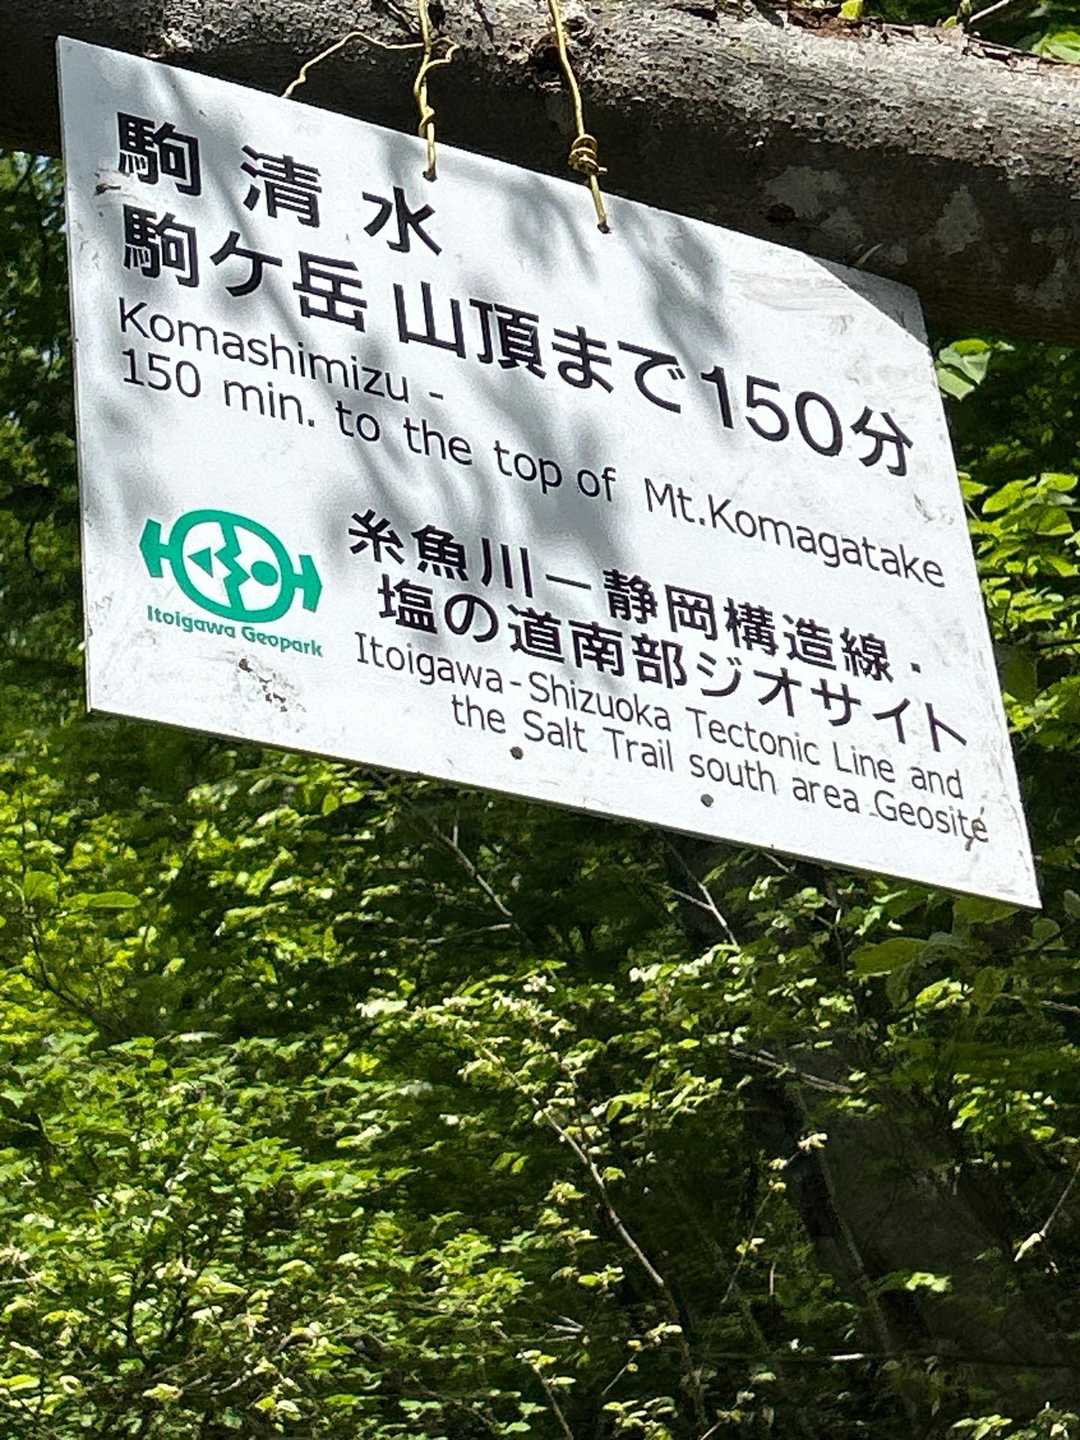 駒清水
駒ケ岳山頂まで150分
Komashimizu -
150 min. to the top of Mt.Komagatake
Itoigawa Geopark
糸魚川ー静岡構造線・
塩の道南部ジオサイト
Itoigawa-Shizuoka Tectonic Line and
the Salt Trail south area Geosite